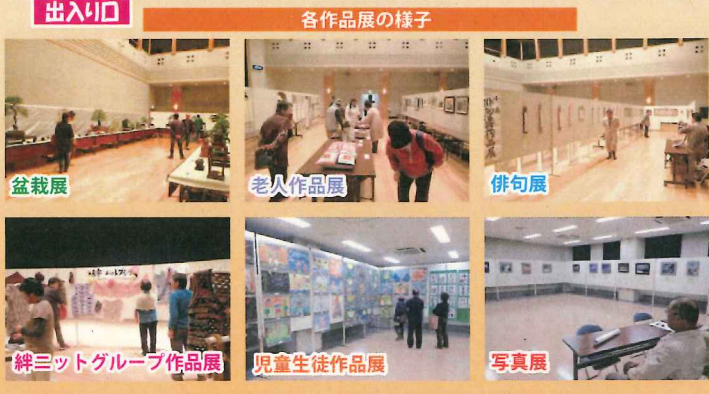 出入り口
各作品展の様子
盆栽展
老人作品展
俳句展
絆ニットグループ作品展
児童生徒作品展
写真展